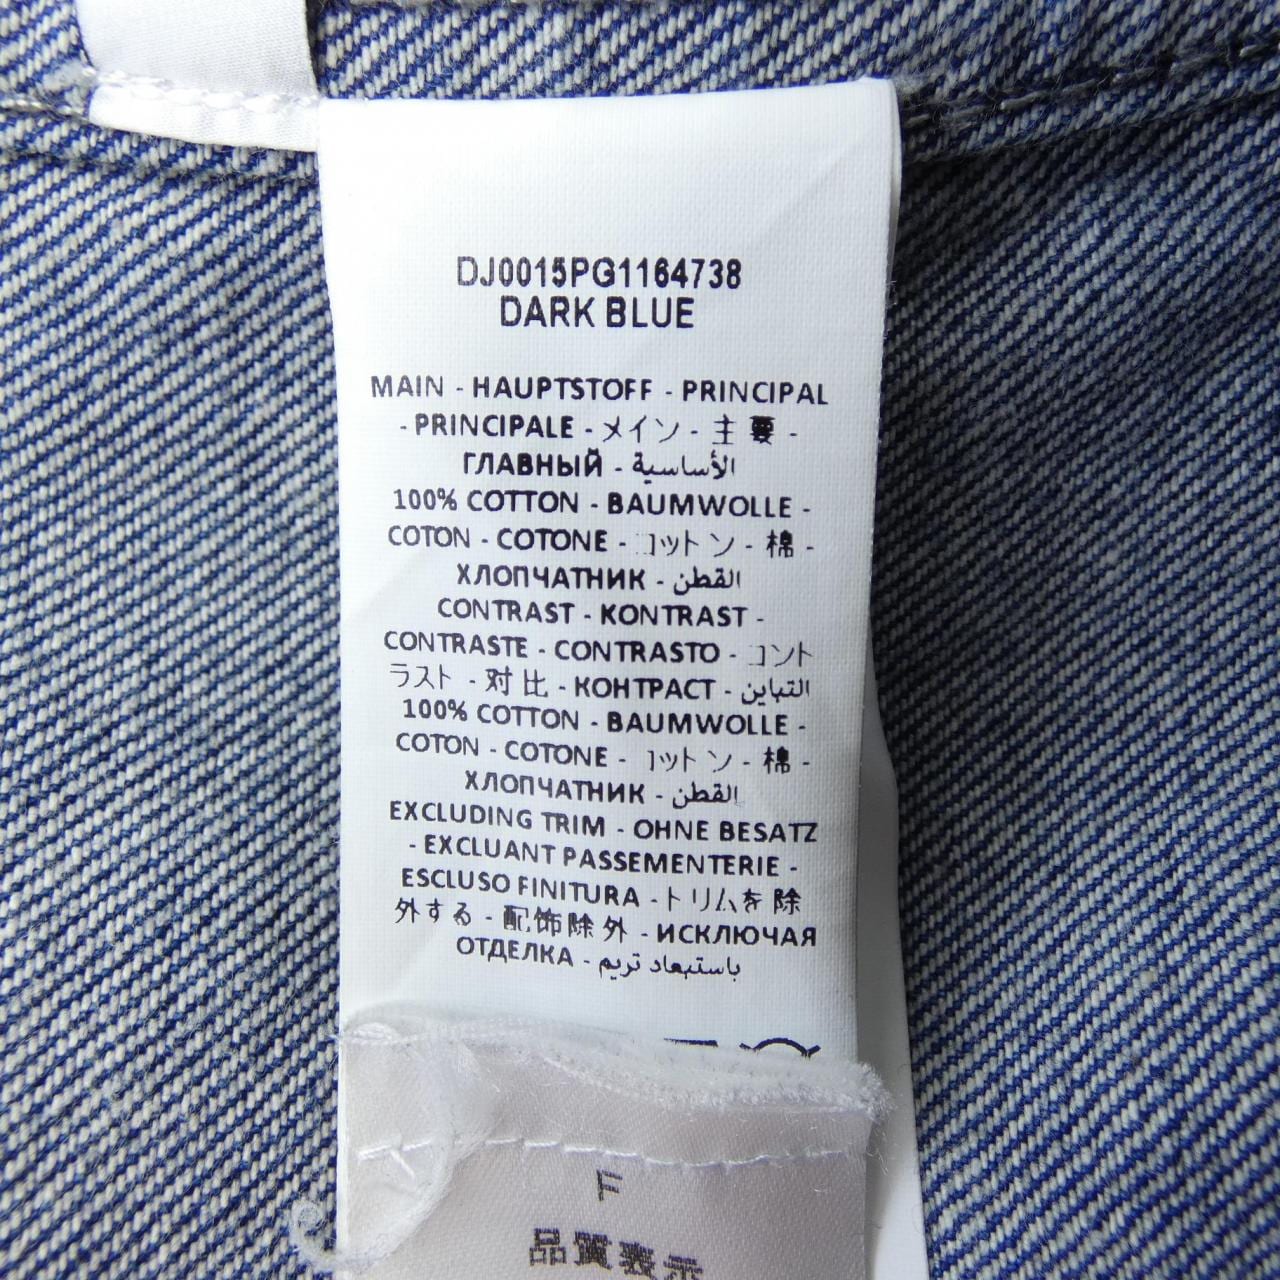 DJ0015PG1164738
DARK BLUE
MAIN - HAUPTSTOFF - PRINCIPAL
- PRINCIPALE - メイン - 主要 -
ГЛАВНЫЙ - الأساسية
100% COTTON - BAUMWOLLE -
COTON - COTONE - コットン - 棉 -
ХЛОПЧАТНИК - القطن
CONTRAST - KONTRAST -
CONTRASTE - CONTRASTO - コント
ラスト - 对比 - КОНТРАСТ - التباين
100% COTTON - BAUMWOLLE -
COTON - COTONE - コットン - 棉 -
ХЛОПЧАТНИК - القطن
EXCLUDING TRIM - OHNE BESATZ
- EXCLUANT PASSEMENTERIE -
ESCLUSO FINITURA - トリムを除
外する - 配饰除外 - ИСКЛЮЧАЯ
ОТДЕЛКА - باستبعاد تريم
F
品質表示